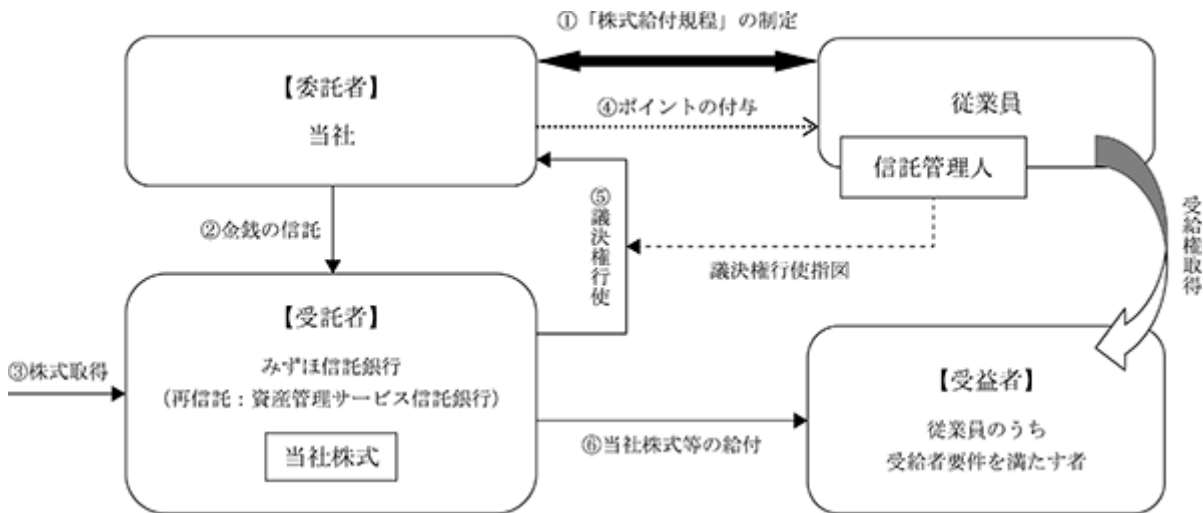 ①「株式給付規程」の制定
【委託者】
当社
従業員
④ポイントの付与
信託管理人
②金銭の信託
⑤議決権行使
議決権行使指図
受給権取得
【受託者】
みずほ信託銀行
(再信託:資産管理サービス信託銀行)
当社株式
③株式取得
⑥当社株式等の給付
【受益者】
従業員のうち
受給者要件を満たす者